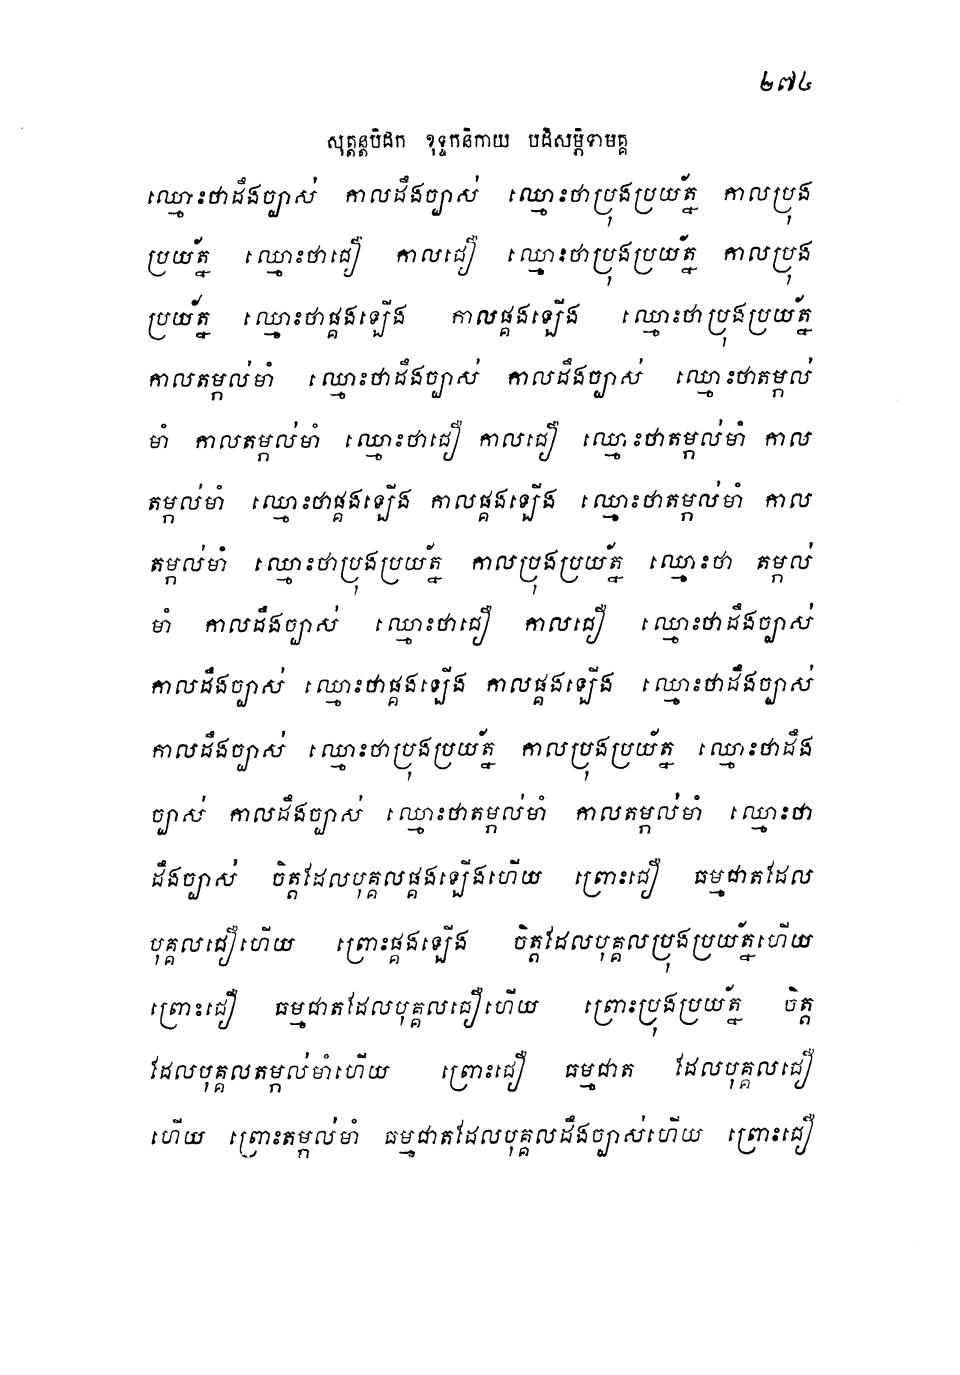 ២៧៤
សុត្តន្តបិដក ខុទ្ទកនិកាយ បដិសម្ភិទាមគ្គ
ឈ្មោះថាដឹងច្បាស់ កាលដឹងច្បាស់ ឈ្មោះថាប្រុងប្រយ័ត្ន កាលប្រុង
ប្រយ័ត្ន ឈ្មោះថាជឿ កាលជឿ ឈ្មោះថាប្រុងប្រយ័ត្ន កាលប្រុង
ប្រយ័ត្ន ឈ្មោះថាផ្គងឡើង កាលផ្គងឡើង ឈ្មោះថាប្រុងប្រយ័ត្ន
កាលតម្កល់មាំ ឈ្មោះថាដឹងច្បាស់ កាលដឹងច្បាស់ ឈ្មោះថាតម្កល់
មាំ កាលតម្កល់មាំ ឈ្មោះថាជឿ កាលជឿ ឈ្មោះថាតម្កល់មាំ កាល
តម្កល់មាំ ឈ្មោះថាផ្គងឡើង កាលផ្គងឡើង ឈ្មោះថាតម្កល់មាំ កាល
តម្កល់មាំ ឈ្មោះថាប្រុងប្រយ័ត្ន កាលប្រុងប្រយ័ត្ន ឈ្មោះថា តម្កល់
មាំ កាលដឹងច្បាស់ ឈ្មោះថាជឿ កាលជឿ ឈ្មោះថាដឹងច្បាស់
កាលដឹងច្បាស់ ឈ្មោះថាផ្គងឡើង កាលផ្គងឡើង ឈ្មោះថាដឹងច្បាស់
កាលដឹងច្បាស់ ឈ្មោះថាប្រុងប្រយ័ត្ន កាលប្រុងប្រយ័ត្ន ឈ្មោះថាដឹង
ច្បាស់ កាលដឹងច្បាស់ ឈ្មោះថាតម្កល់មាំ កាលតម្កល់មាំ ឈ្មោះថា
ដឹងច្បាស់ ចិត្តដែលបុគ្គលផ្គងឡើងហើយ ព្រោះជឿ ធម្មជាតដែល
បុគ្គលជឿហើយ ព្រោះផ្គងឡើង ចិត្តដែលបុគ្គលប្រុងប្រយ័ត្នហើយ
ព្រោះជឿ ធម្មជាតដែលបុគ្គលជឿហើយ ព្រោះប្រុងប្រយ័ត្ន ចិត្ត
ដែលបុគ្គលតម្កល់មាំហើយ ព្រោះជឿ ធម្មជាត ដែលបុគ្គលជឿ
ហើយ ព្រោះតម្កល់មាំ ធម្មជាតដែលបុគ្គលដឹងច្បាស់ហើយ ព្រោះជឿ